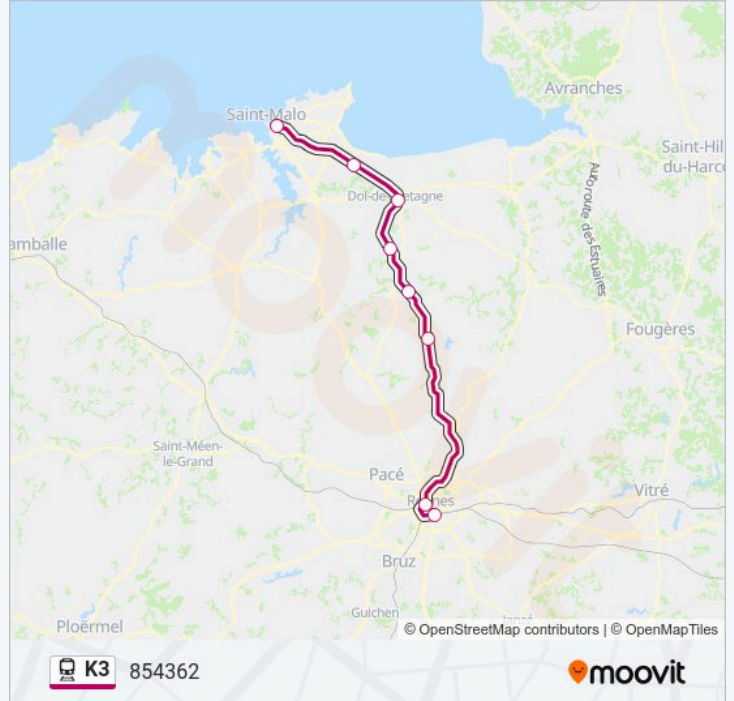 Avranches
Saint-Malo
Saint-Hil
du-Harco
Autoroute des Estuaires
Dol-de-Bretagne
amballe
Fougères
Saint-Méen-
le-Grand
Pacé
Rennes
Vitré
Bruz
Guichen
Ploërmel
© OpenStreetMap contributors | © OpenMapTiles
K3 854362
moovit